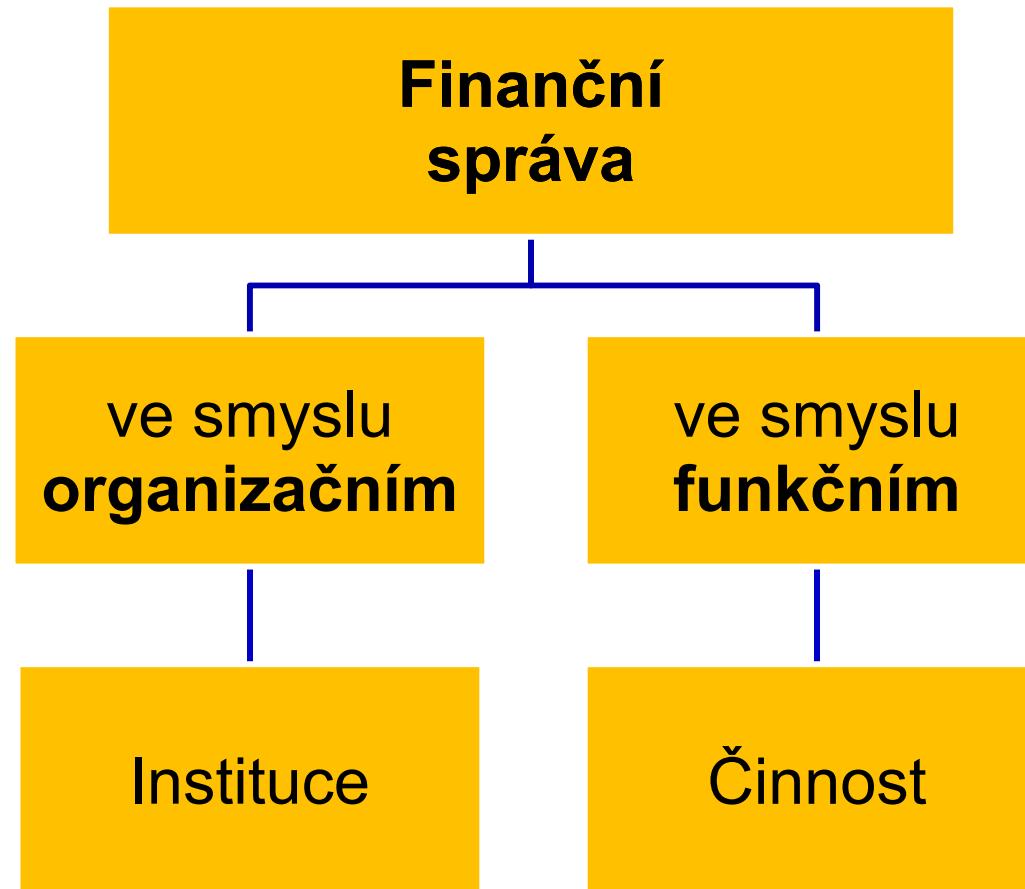 Finanční
správa
ve smyslu
organizačním
ve smyslu
funkčním
Instituce
Činnost